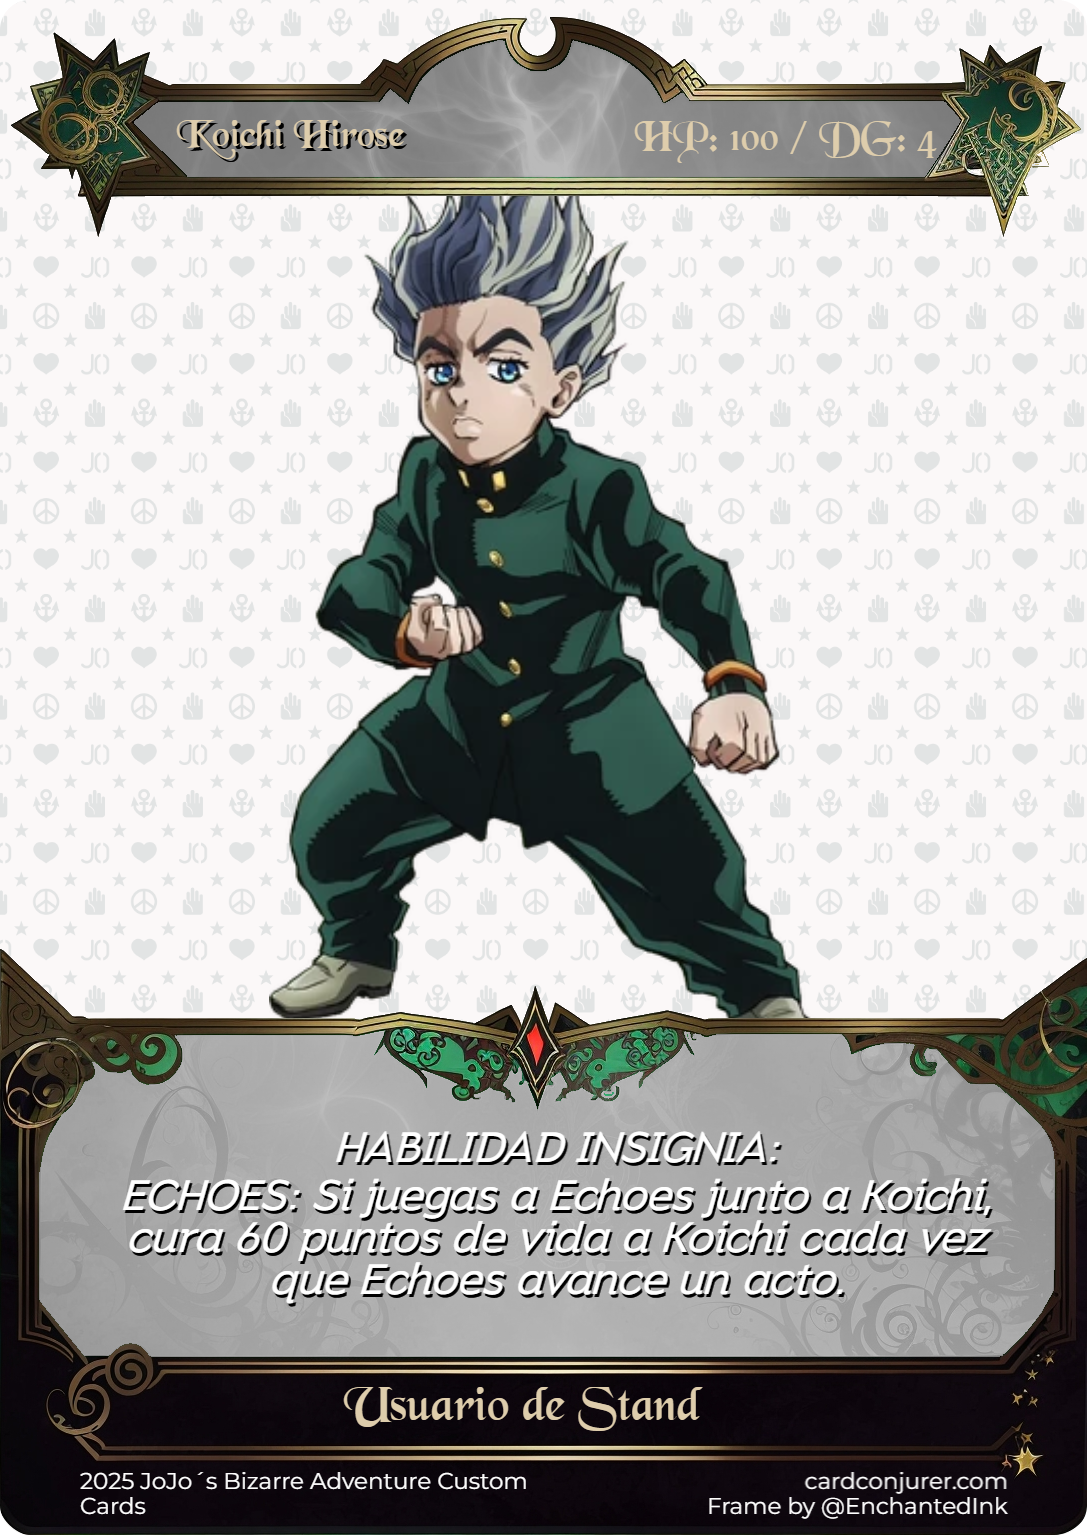 Koichi Hirose
HP: 100 / DG: 4
HABILIDAD INSIGNIA:
ECHOES: Si juegas a Echoes junto a Koichi,
cura 60 puntos de vida a Koichi cada vez
que Echoes avance un acto.
Usuario de Stand
2025 JoJo´s Bizarre Adventure Custom
Cards
cardconjurer.com
Frame by @EnchantedInk